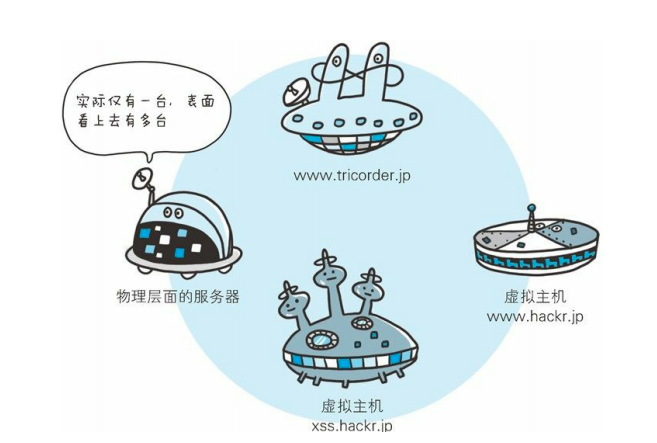 实际仅有一台，表面
看上去有多台
www.tricorder.jp
物理层面的服务器
虚拟主机
www.hackr.jp
虚拟主机
xss.hackr.jp